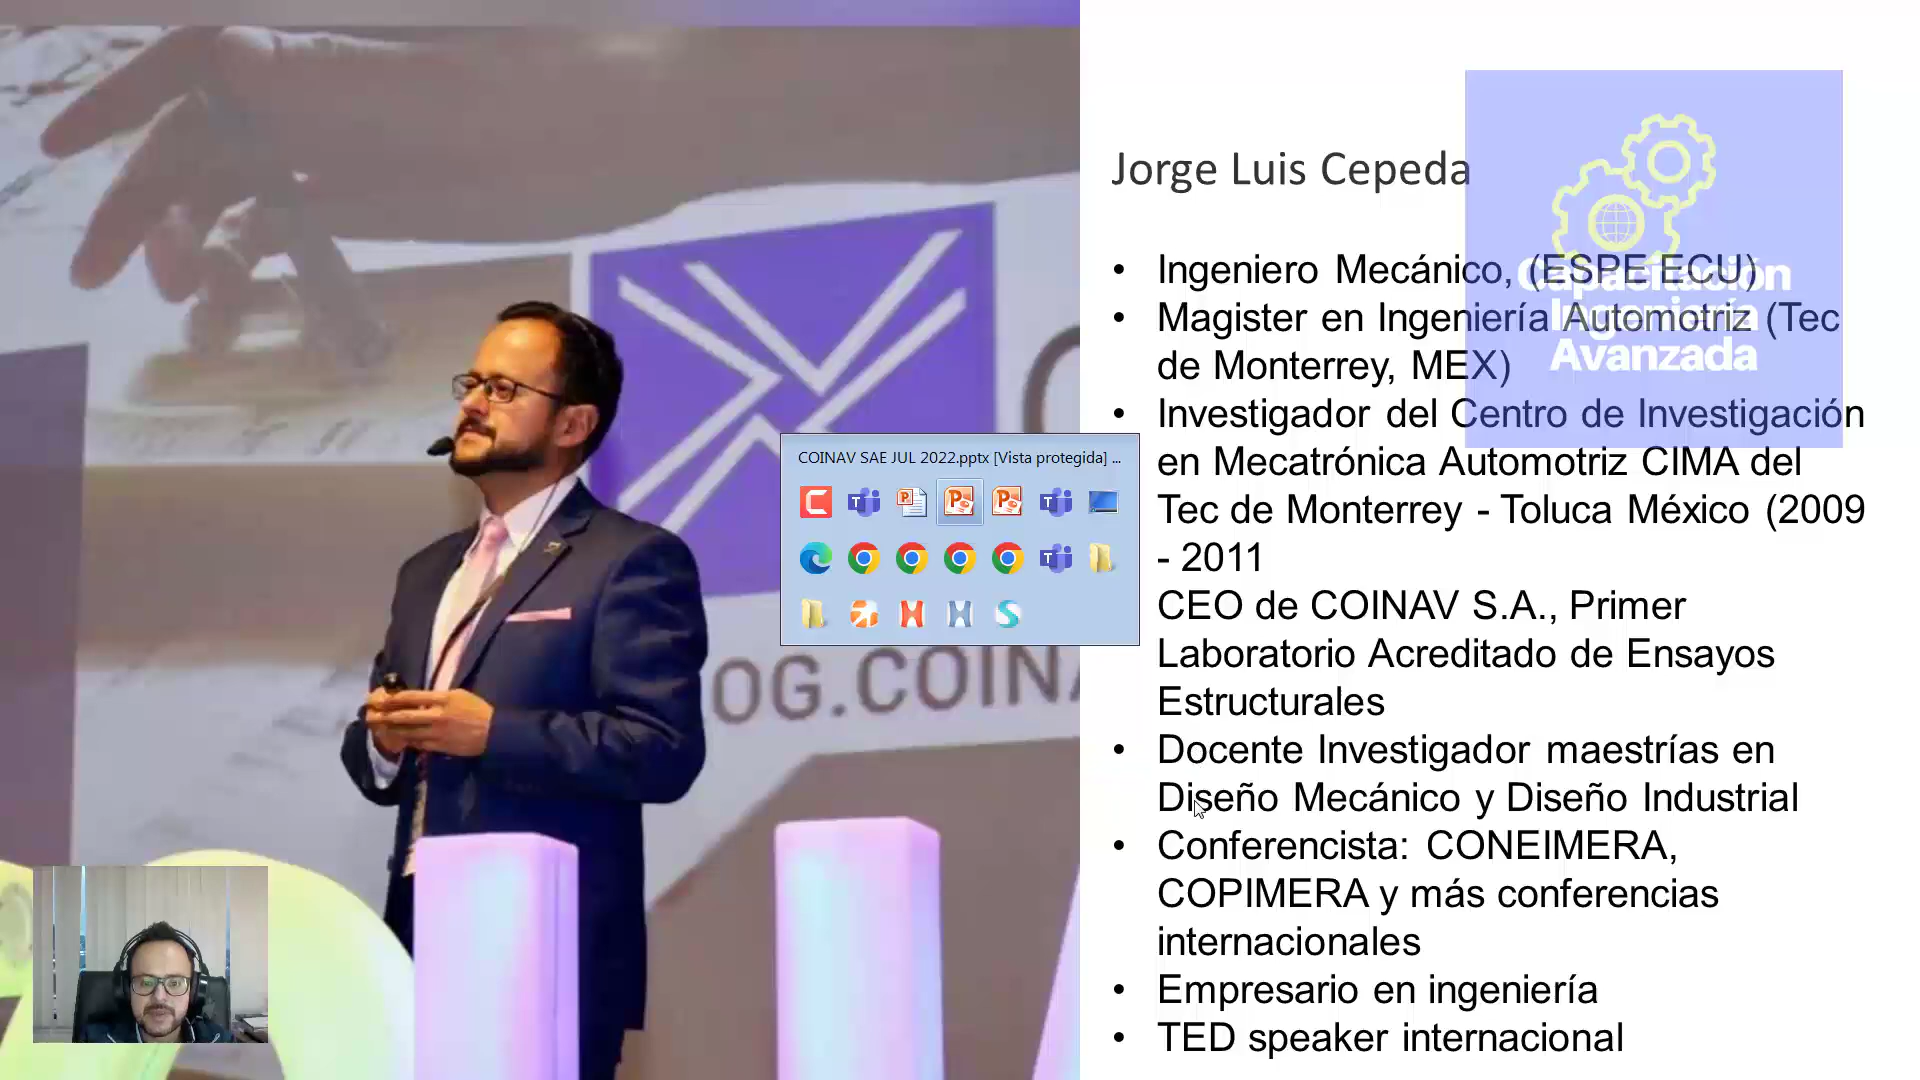 Jorge Luis Cepeda
Capacitación
Ingeniería
Avanzada
• Ingeniero Mecánico, (ESPE ECU)
• Magister en Ingeniería Automotriz (Tec
de Monterrey, MEX)
• Investigador del Centro de Investigación
en Mecatrónica Automotriz CIMA del
Tec de Monterrey - Toluca México (2009
- 2011
CEO de COINAV S.A., Primer
Laboratorio Acreditado de Ensayos
Estructurales
• Docente Investigador maestrías en
Diseño Mecánico y Diseño Industrial
• Conferencista: CONEIMERA,
COPIMERA y más conferencias
internacionales
• Empresario en ingeniería
• TED speaker internacional
COINAV SAE JUL 2022.pptx [Vista protegida] ...
OG.COINA